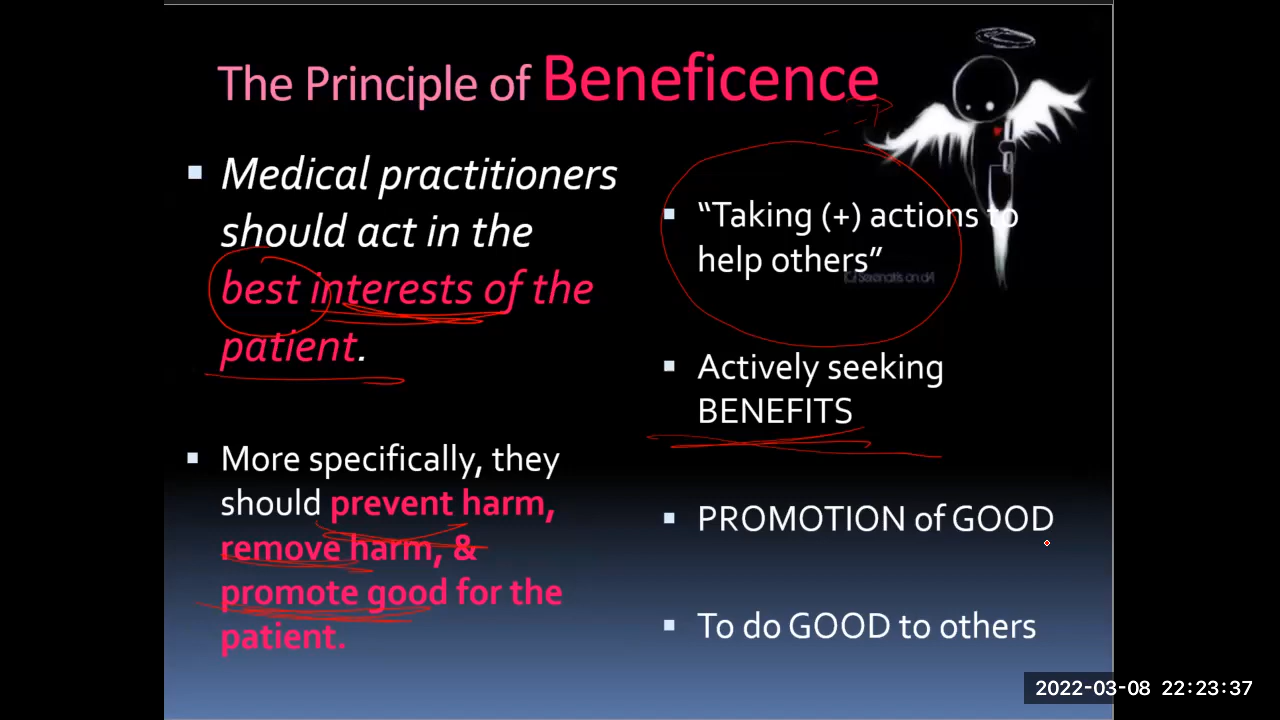 The Principle of Beneficence
▪ Medical practitioners
should act in the
best interests of the
patient.
▪ More specifically, they
should prevent harm,
remove harm, &
promote good for the
patient.
▪ “Taking (+) actions to
help others”
▪ Actively seeking
BENEFITS
▪ PROMOTION of GOOD
▪ To do GOOD to others
2022-03-08 22:23:37